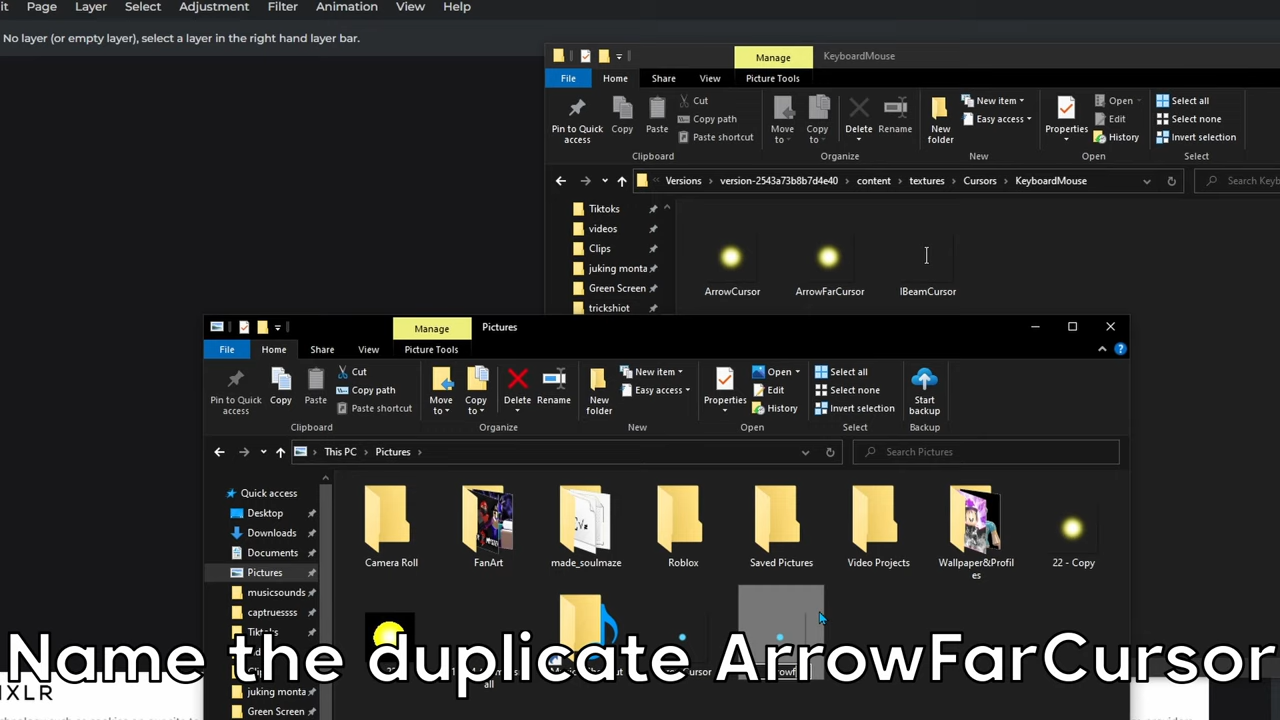 it Page Layer Select Adjustment Filter Animation View Help
No layer (or empty layer), select a layer in the right hand layer bar.
Manage KeyboardMouse
File Home Share View Picture Tools
Pin to Quick access
Copy
Paste
Cut
Copy path
Paste shortcut
Move to
Copy to
Delete
Rename
New folder
New item
Easy access
Properties
Open
Edit
History
Select all
Select none
Invert selection
Clipboard Organize New Open Select
« Versions > version-2543a73b8b7d4e40 > content > textures > Cursors > KeyboardMouse
Search Keyb
Tiktoks
videos
Clips
juking monta
Green Screen
trickshiot
ArrowCursor ArrowFarCursor IBeamCursor
Manage Pictures
File Home Share View Picture Tools
Pin to Quick access
Copy
Paste
Cut
Copy path
Paste shortcut
Move to
Copy to
Delete
Rename
New folder
New item
Easy access
Properties
Open
Edit
History
Select all
Select none
Invert selection
Start backup
Clipboard Organize New Open Select Backup
This PC > Pictures >
Search Pictures
Quick access
Desktop
Downloads
Documents
Pictures
musicsounds
captruessss
Tiktoks
juking monta
Green Screen
Camera Roll
FanArt
made_soulmaze
Roblox
Saved Pictures
Video Projects
Wallpaper&Profiles
22 - Copy
Name the duplicate ArrowFarCursor